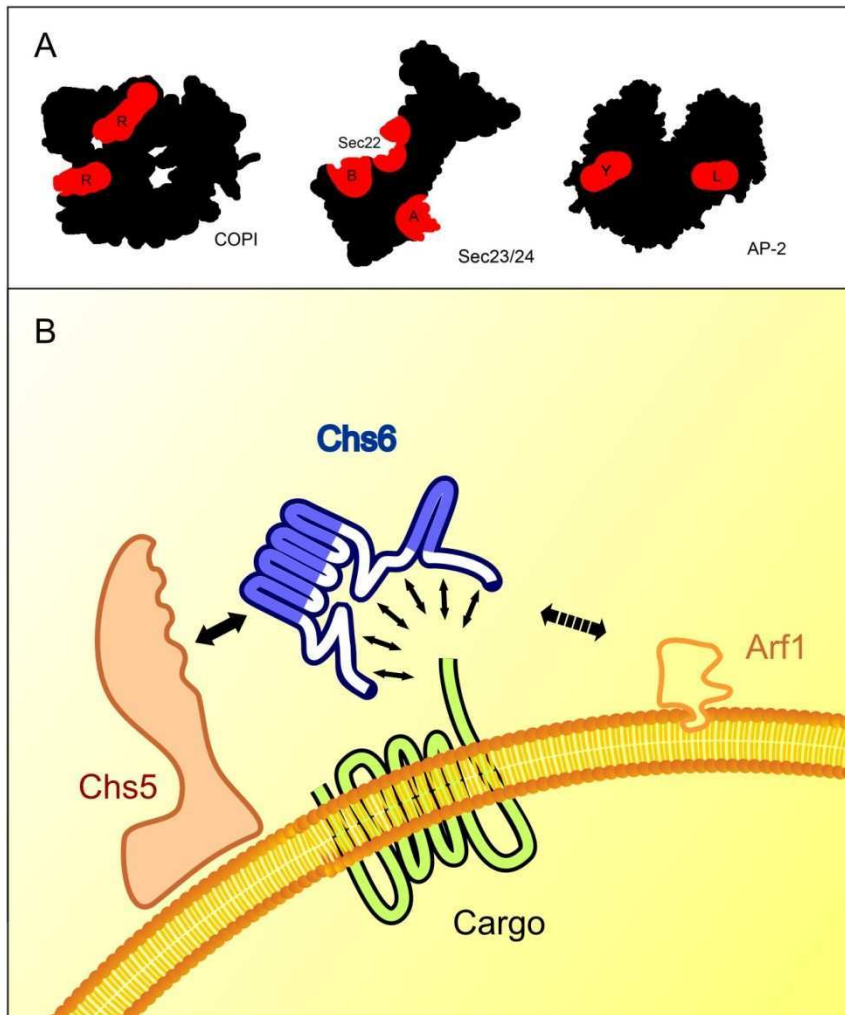 A
R
R
COPI
Sec22
B
A
Sec23/24
Y
L
AP-2
B
Chs6
Chs5
Arf1
Cargo